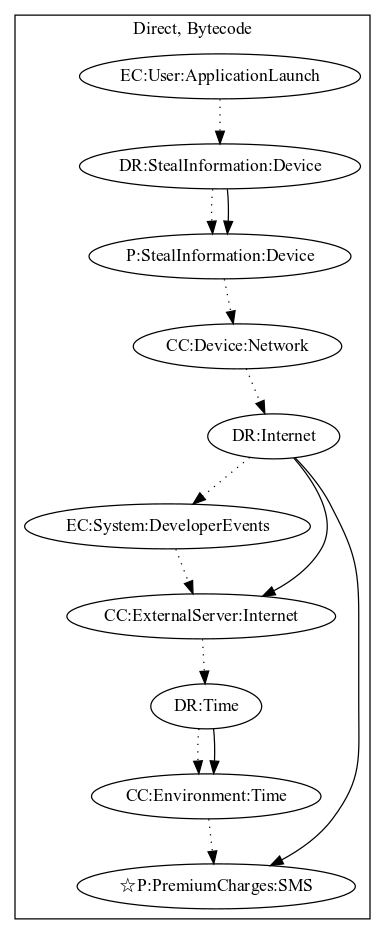 Direct, Bytecode
EC:User:ApplicationLaunch
DR:StealInformation:Device
P:StealInformation:Device
CC:Device:Network
DR:Internet
EC:System:DeveloperEvents
CC:ExternalServer:Internet
DR:Time
CC:Environment:Time
☆P:PremiumCharges:SMS